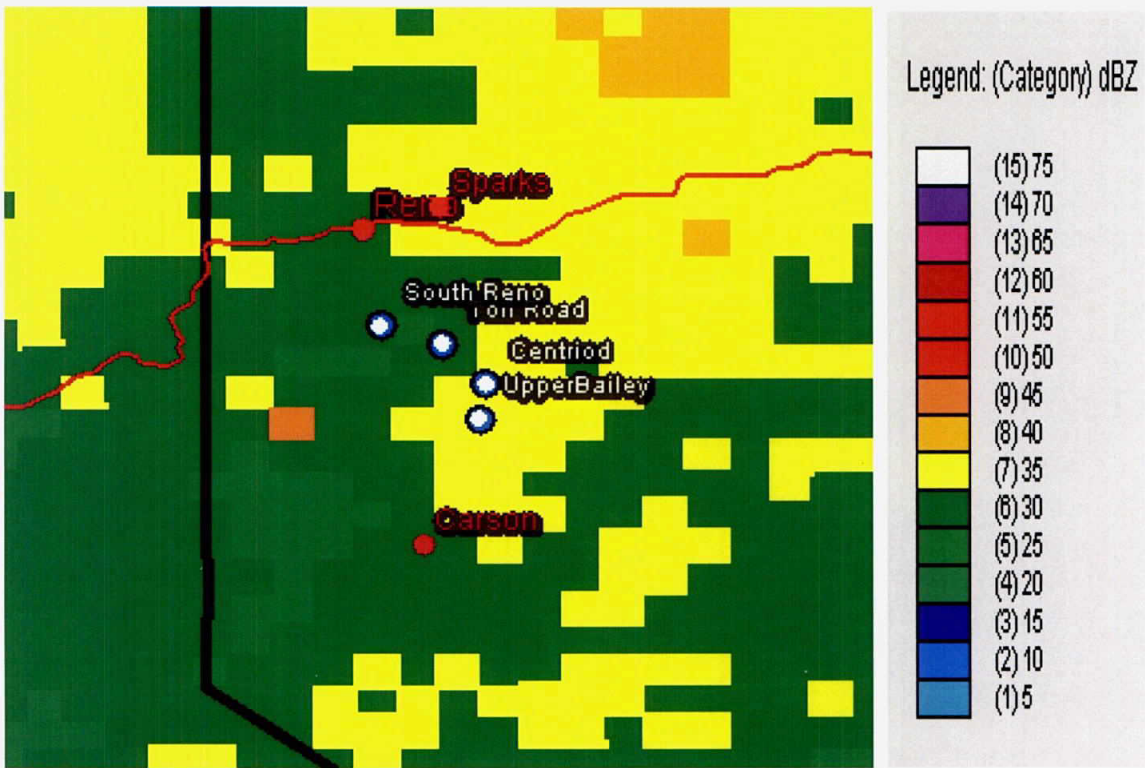 Sparks
Reno
South Reno
Toll Road
Centriod
UpperBailey
Carson
Legend: (Category) dBZ
(15) 75
(14) 70
(13) 65
(12) 60
(11) 55
(10) 50
(9) 45
(8) 40
(7) 35
(6) 30
(5) 25
(4) 20
(3) 15
(2) 10
(1) 5